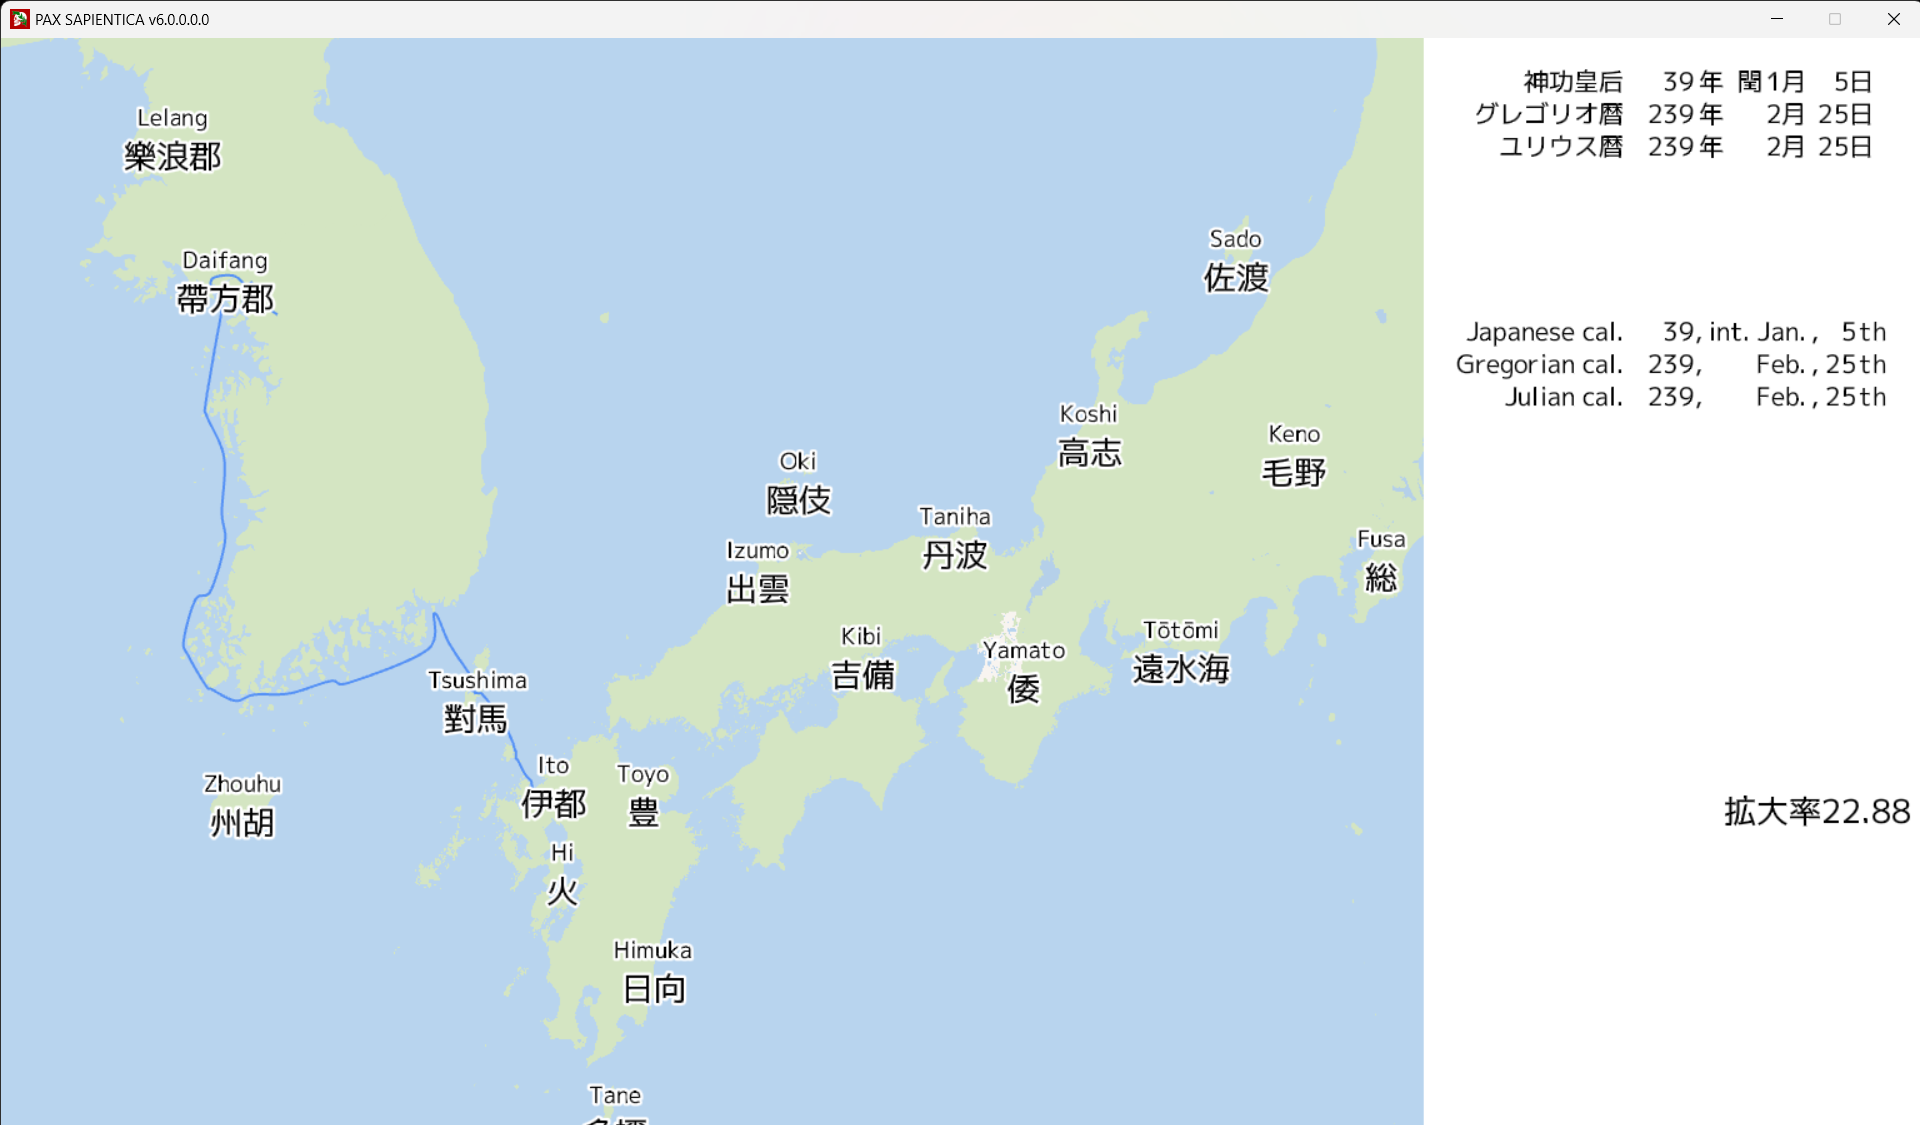 PAX SAPIENTICA v6.0.0.0.0
神功皇后 39年 閏1月 5日
グレゴリオ暦 239年 2月 25日
ユリウス暦 239年 2月 25日
Japanese cal. 39, int. Jan., 5th
Gregorian cal. 239, Feb., 25th
Julian cal. 239, Feb., 25th
拡大率22.88
Lelang
樂浪郡
Daifang
帶方郡
Sado
佐渡
Koshi
高志
Keno
毛野
Oki
隠伎
Taniha
丹波
Fusa
総
Izumo
出雲
Kibi
吉備
Yamato
倭
Tōtōmi
遠水海
Tsushima
對馬
Ito
伊都
Toyo
豊
Zhouhu
州胡
Hi
火
Himuka
日向
Tane